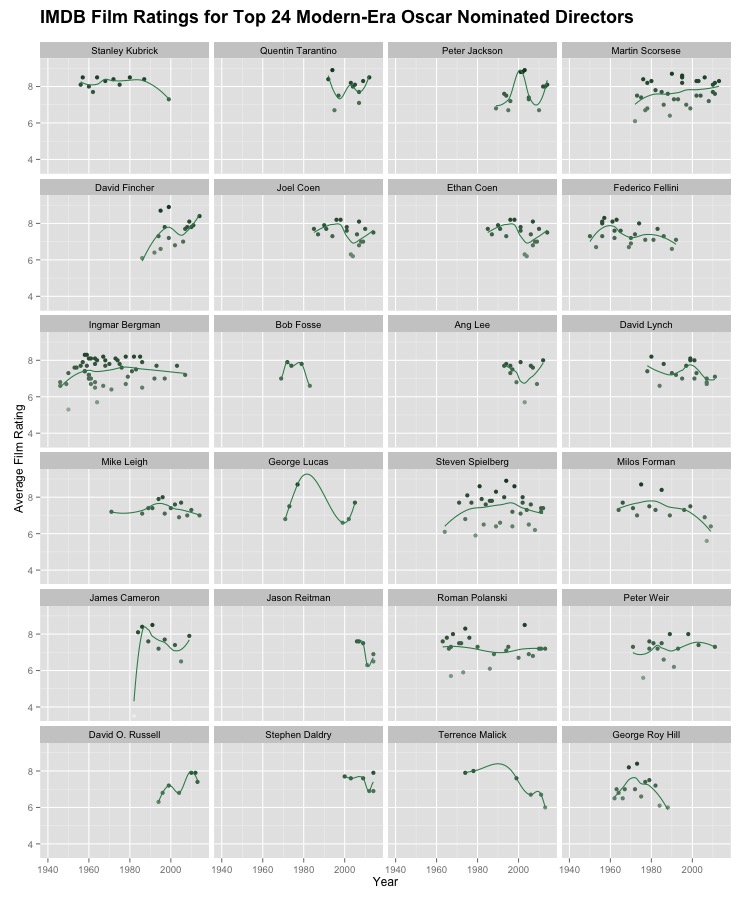 IMDB Film Ratings for Top 24 Modern-Era Oscar Nominated Directors
Stanley Kubrick Quentin Tarantino Peter Jackson Martin Scorsese
8
6
4
David Fincher Joel Coen Ethan Coen Federico Fellini
8
6
4
Ingmar Bergman Bob Fosse Ang Lee David Lynch
8
6
4
Average Film Rating
Mike Leigh George Lucas Steven Spielberg Milos Forman
8
6
4
James Cameron Jason Reitman Roman Polanski Peter Weir
8
6
4
David O. Russell Stephen Daldry Terrence Malick George Roy Hill
8
6
4
1940 1960 1980 2000 1940 1960 1980 2000 1940 1960 1980 2000 1940 1960 1980 2000
Year